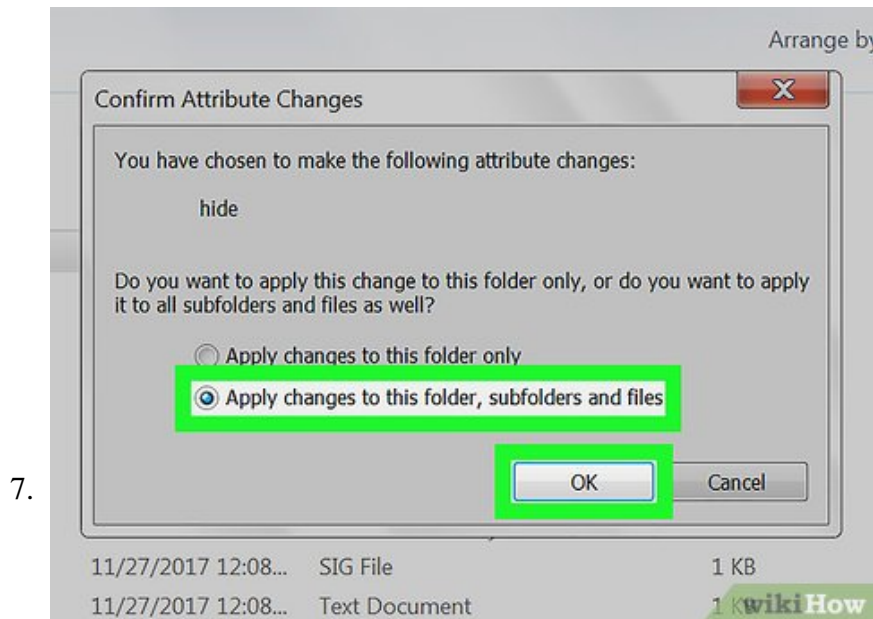 Arrange by
Confirm Attribute Changes
X
You have chosen to make the following attribute changes:
hide
Do you want to apply this change to this folder only, or do you want to apply
it to all subfolders and files as well?
Apply changes to this folder only
Apply changes to this folder, subfolders and files
7.
OK Cancel
11/27/2017 12:08... SIG File 1 KB
11/27/2017 12:08... Text Document 1 K
wikiHow